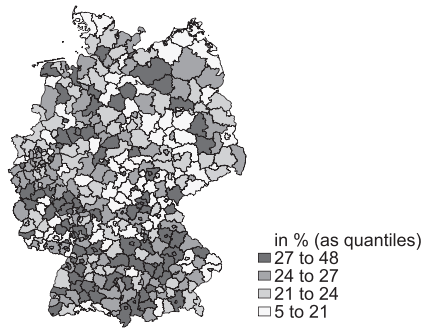 in % (as quantiles)
27 to 48
24 to 27
21 to 24
5 to 21